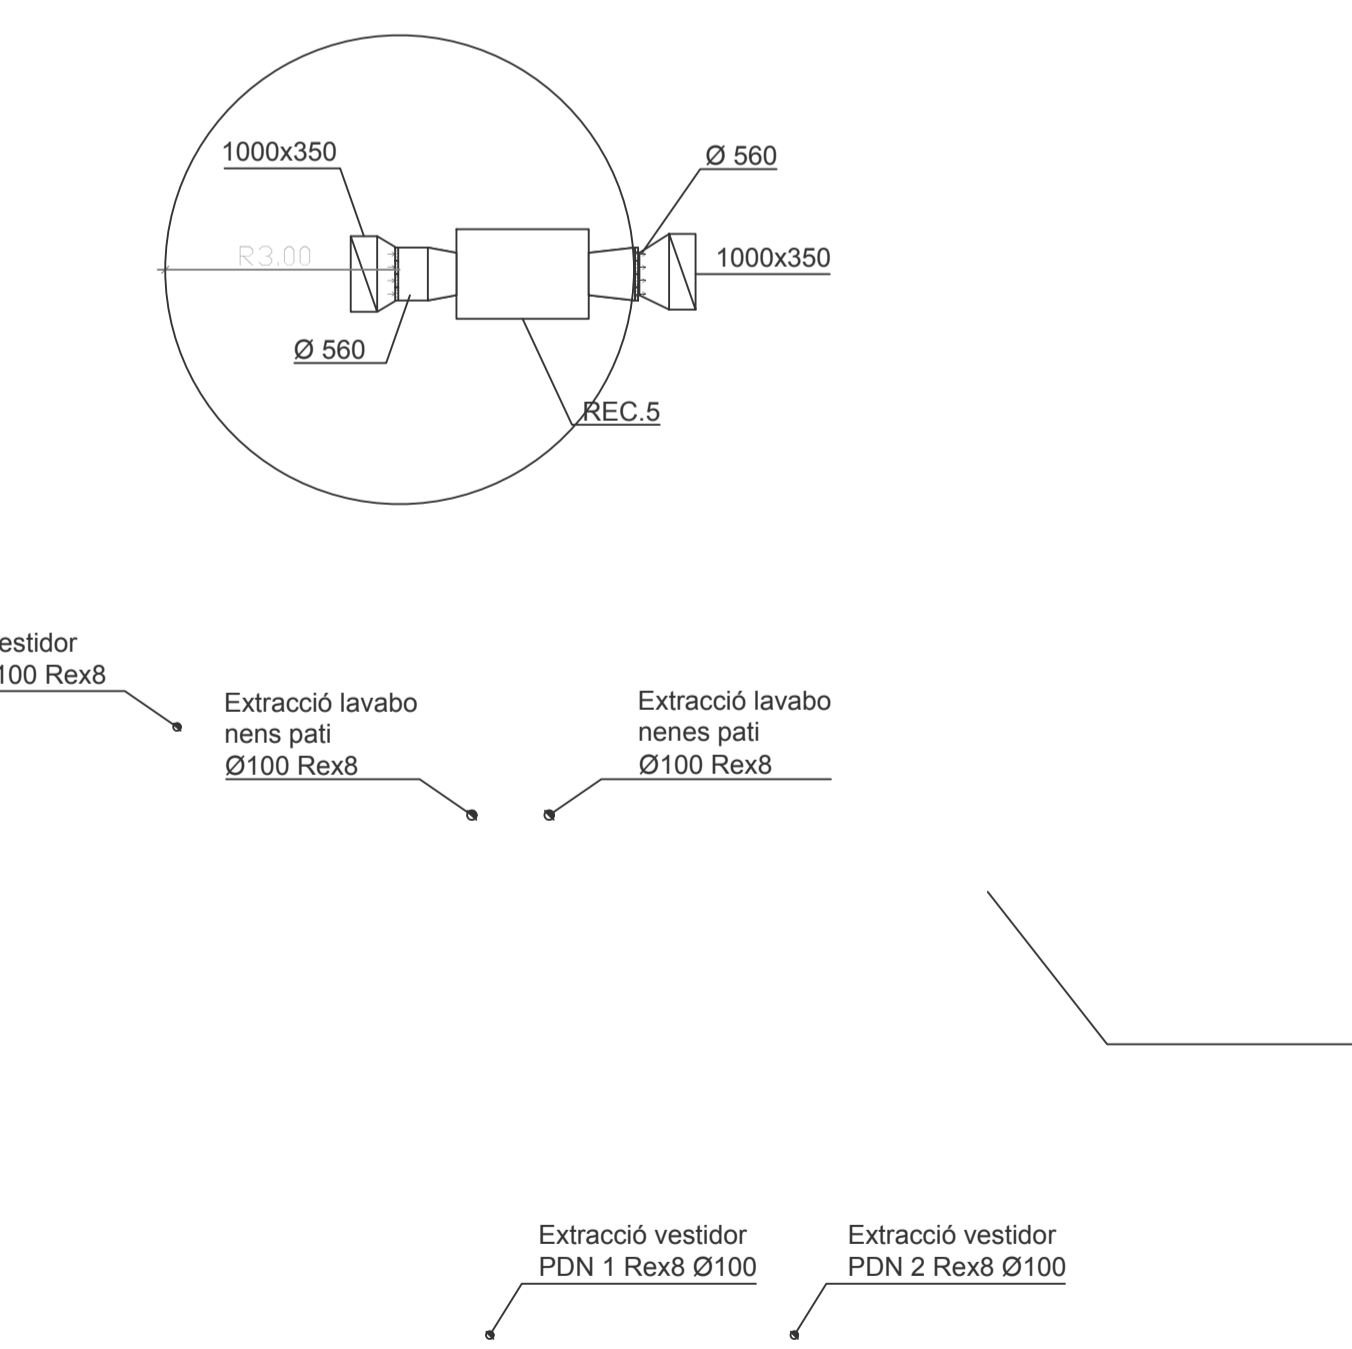 1000x350
Ø 560
R3.00
1000x350
Ø 560
REC.5
estidor
100 Rex8
Extracció lavabo
nens pati
Ø100 Rex8
Extracció lavabo
nenes pati
Ø100 Rex8
Extracció vestidor
PDN 1 Rex8 Ø100
Extracció vestidor
PDN 2 Rex8 Ø100